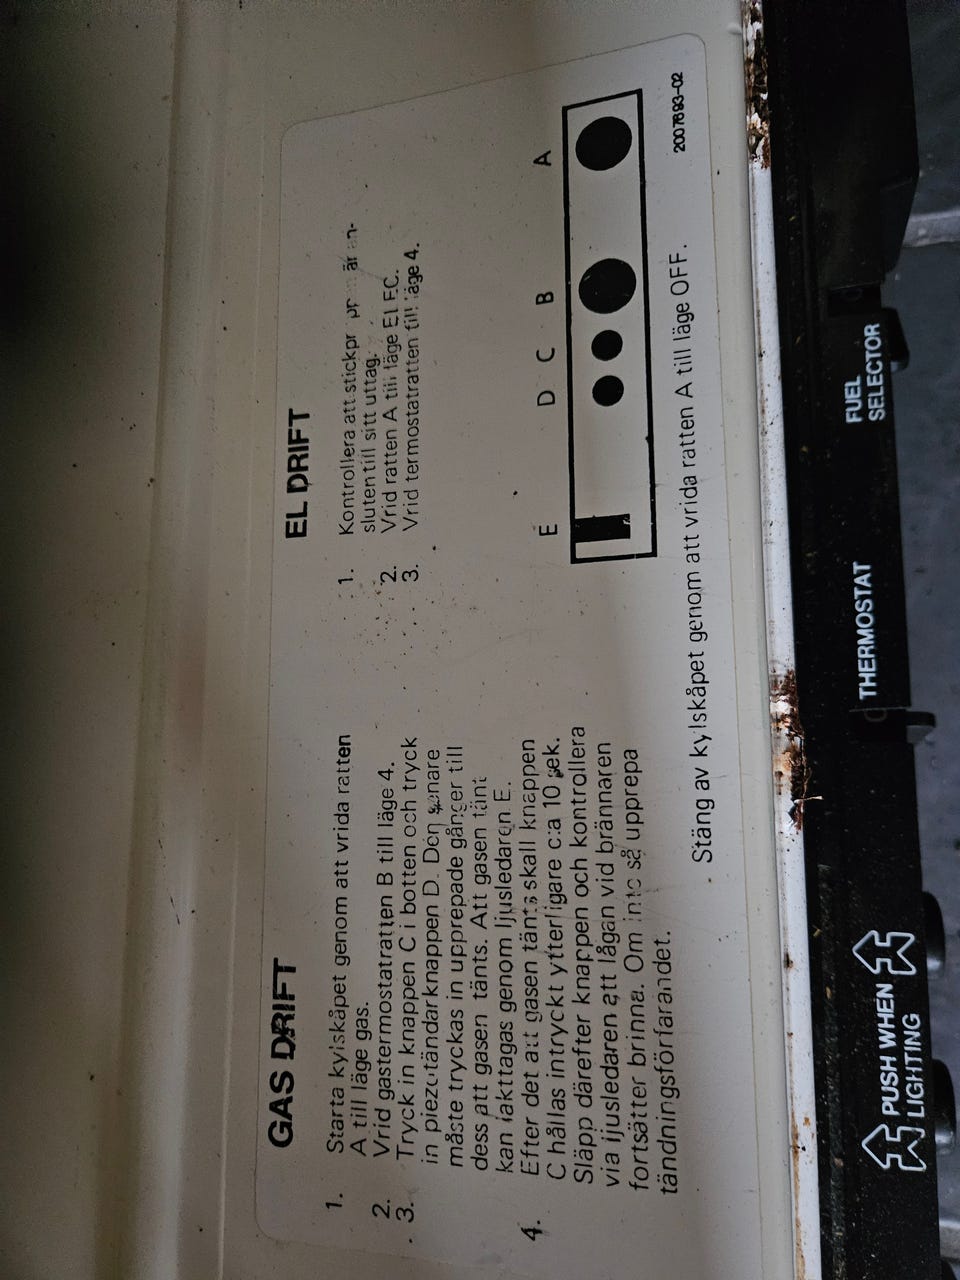 GAS DRIFT
1. Starta kylskåpet genom att vrida ratten
A till läge gas.
2. Vrid gastermostatratten B till läge 4.
3. Tryck in knappen C i botten och tryck
in piezotändarknappen D. Den senare
måste tryckas in upprepade gånger till
dess att gasen tänts. Att gasen tänt
kan iakttagas genom ljusledaren E.
4. Efter det att gasen tänts skall knappen
C hållas intryckt ytterligare c:a 10 sek.
Släpp därefter knappen och kontrollera
via ljusledaren att lågan vid brännaren
fortsätter brinna. Om inte så upprepa
tändningsförfarandet.
EL DRIFT
1. Kontrollera att är an-
sluten till sitt uttag.
2. Vrid ratten A till läge ELEC.
3. Vrid termostatratten till läge 4.
E D C B A
Stäng av kylskåpet genom att vrida ratten A till läge OFF.
2007693-02
PUSH WHEN
LIGHTING
THERMOSTAT
FUEL
SELECTOR